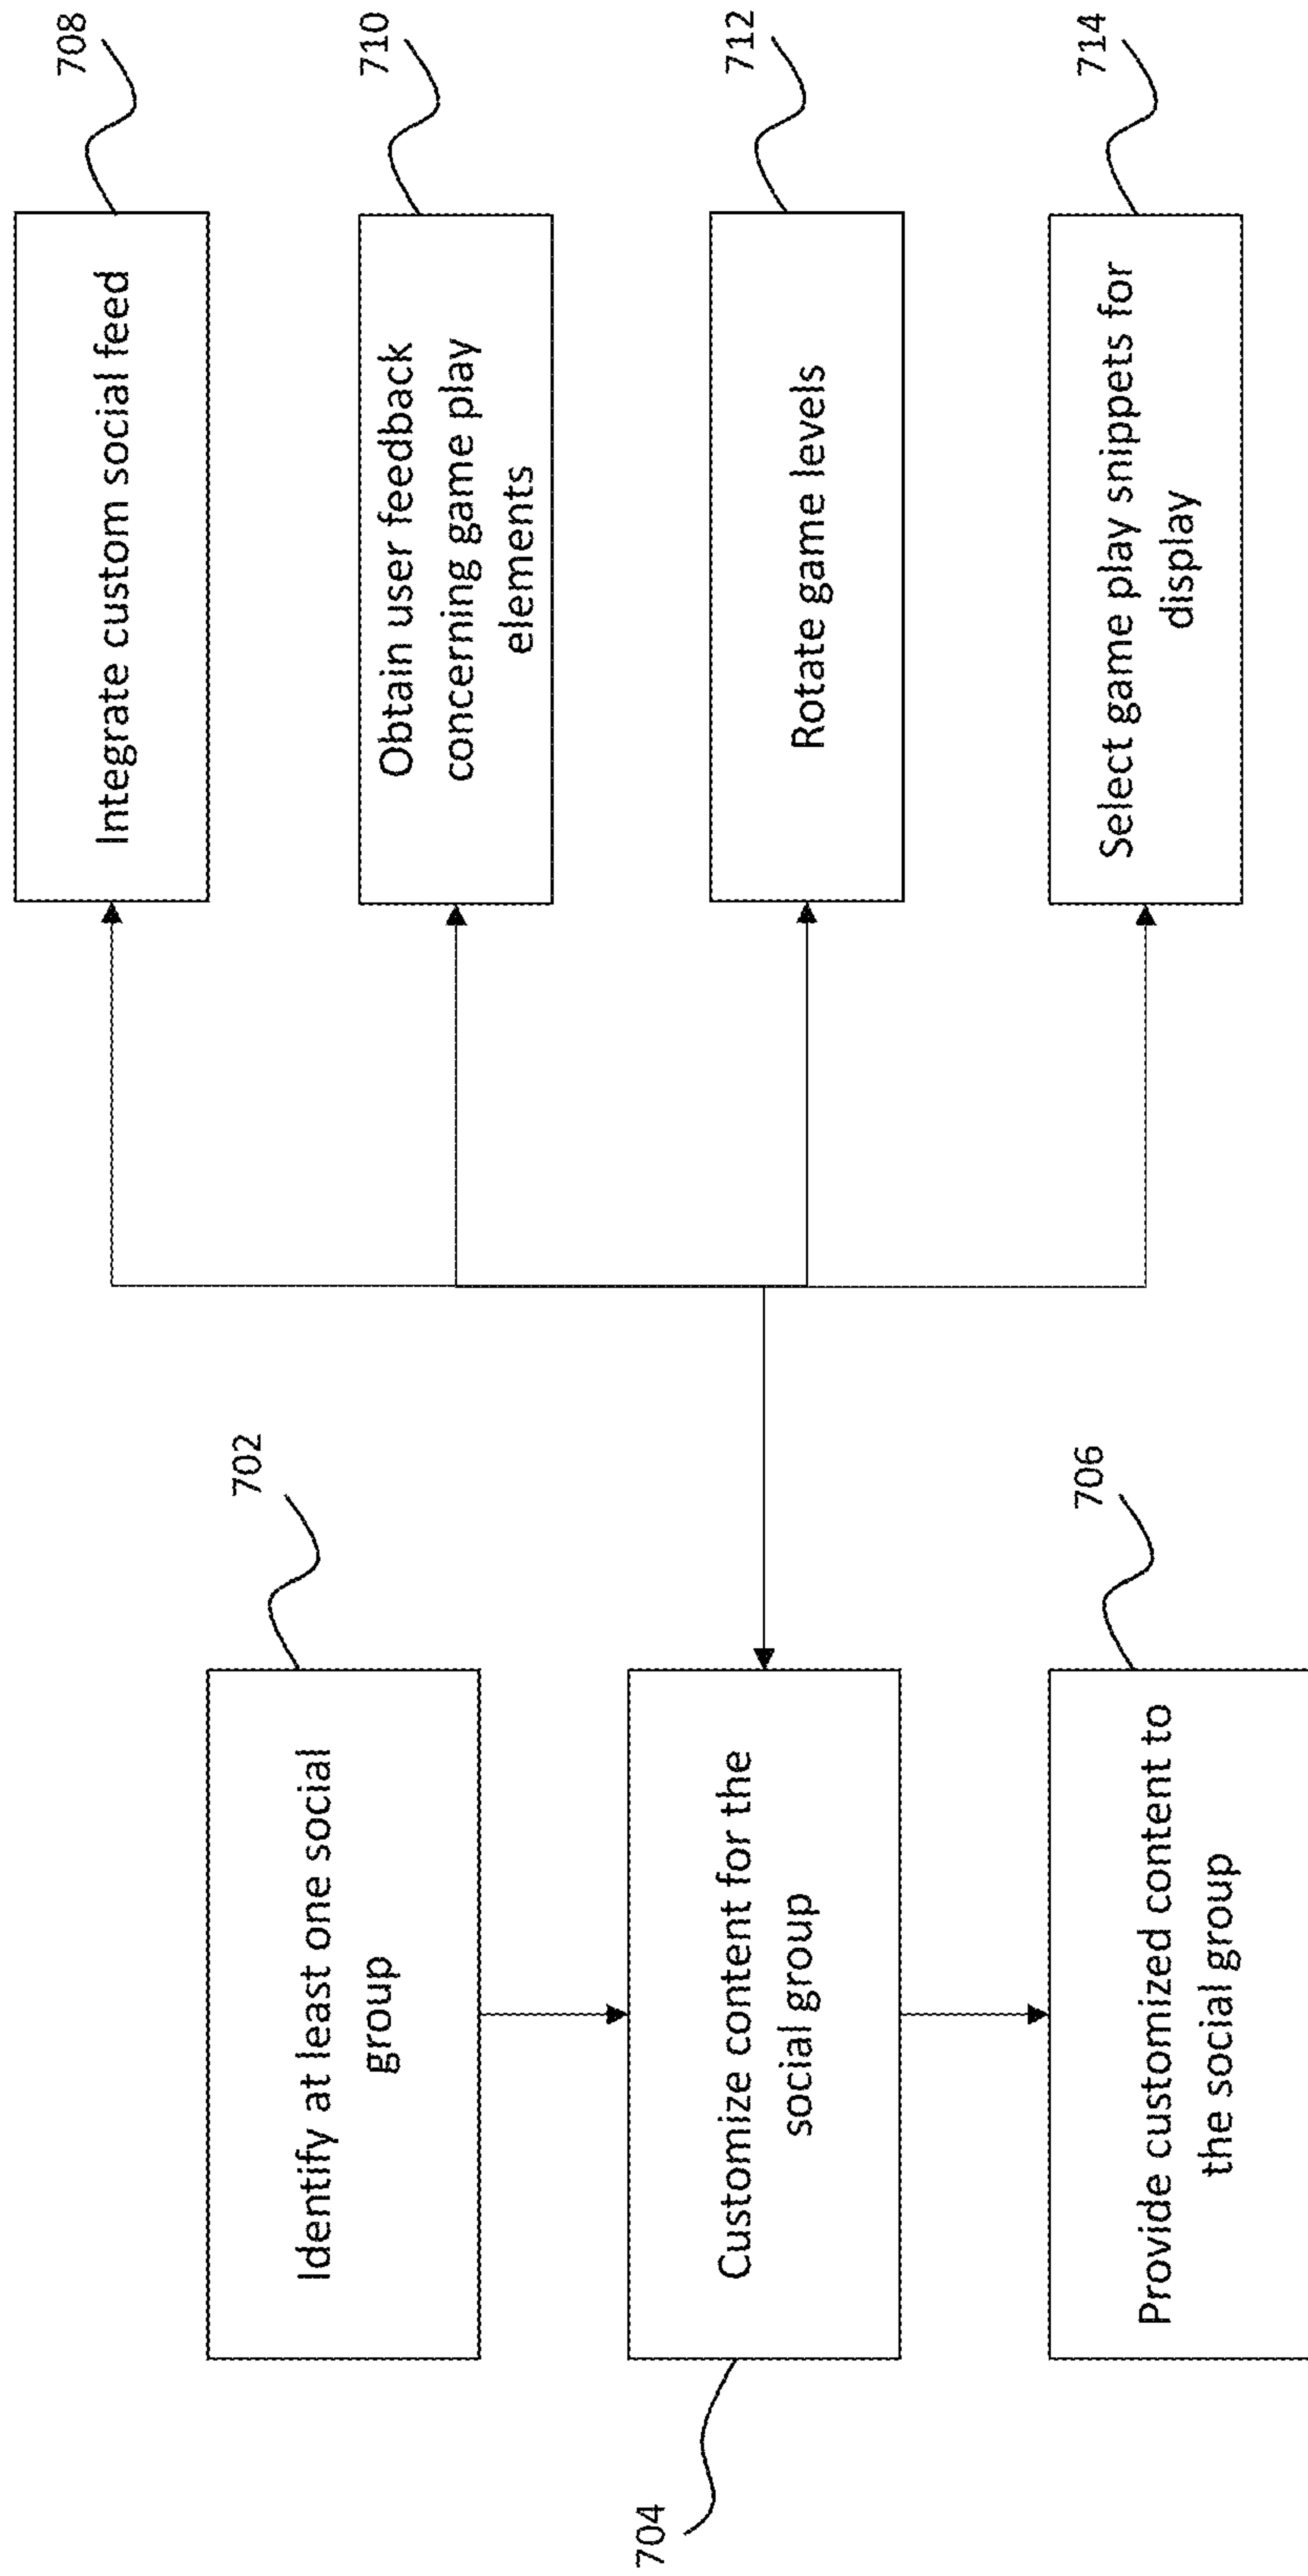 702
Identify at least one social
group
704
Customize content for the
social group
706
Provide customized content to
the social group
708
Integrate custom social feed
710
Obtain user feedback
concerning game play
elements
712
Rotate game levels
714
Select game play snippets for
display